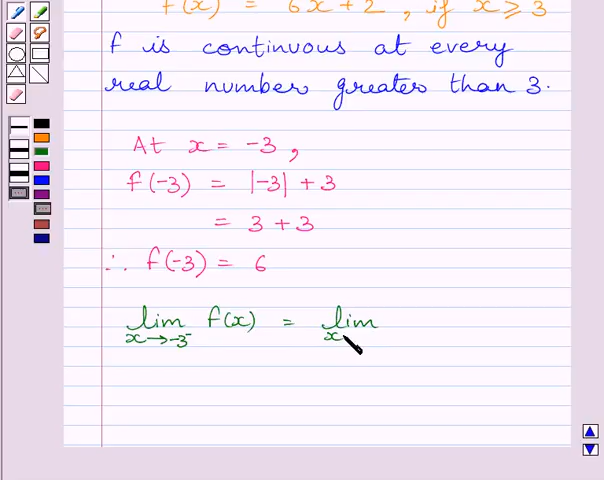 f(x) = 6x + 2 , if x ≥ 3
f is continuous at every
real number greater than 3.
At x = -3 ,
f(-3) = |-3| + 3
= 3 + 3
∴ f(-3) = 6
lim f(x) = lim
x→-3⁻ x